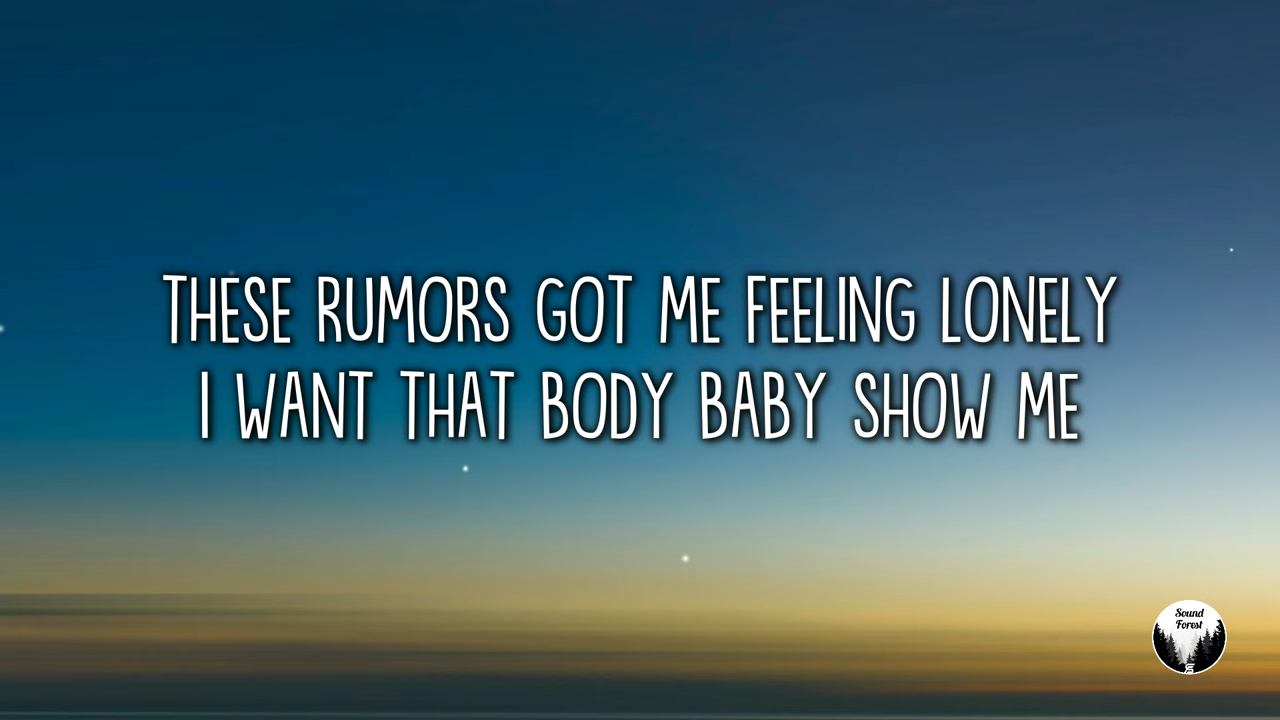 THESE RUMORS GOT ME FEELING LONELY
I WANT THAT BODY BABY SHOW ME
Sound
Forest